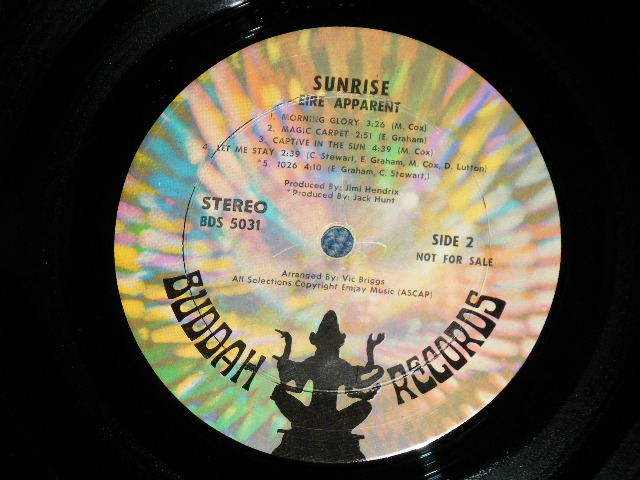 SUNRISE
EIRE APPARENT
1. MORNING GLORY 3:26 (M. Cox)
2. MAGIC CARPET 2:51 (E. Graham)
3. CAPTIVE IN THE SUN 4:39 (M. Cox)
4. LET ME STAY 2:39 (C. Stewart, E. Graham, M. Cox, D. Lutton)
*5. 1026 4:10 (E. Graham, C. Stewart,)
Produced By: Jimi Hendrix
*Produced By: Jack Hunt
STEREO
BDS 5031
SIDE 2
NOT FOR SALE
Arranged By: Vic Briggs
All Selections Copyright Emjay Music (ASCAP)
BUDDAH RECORDS